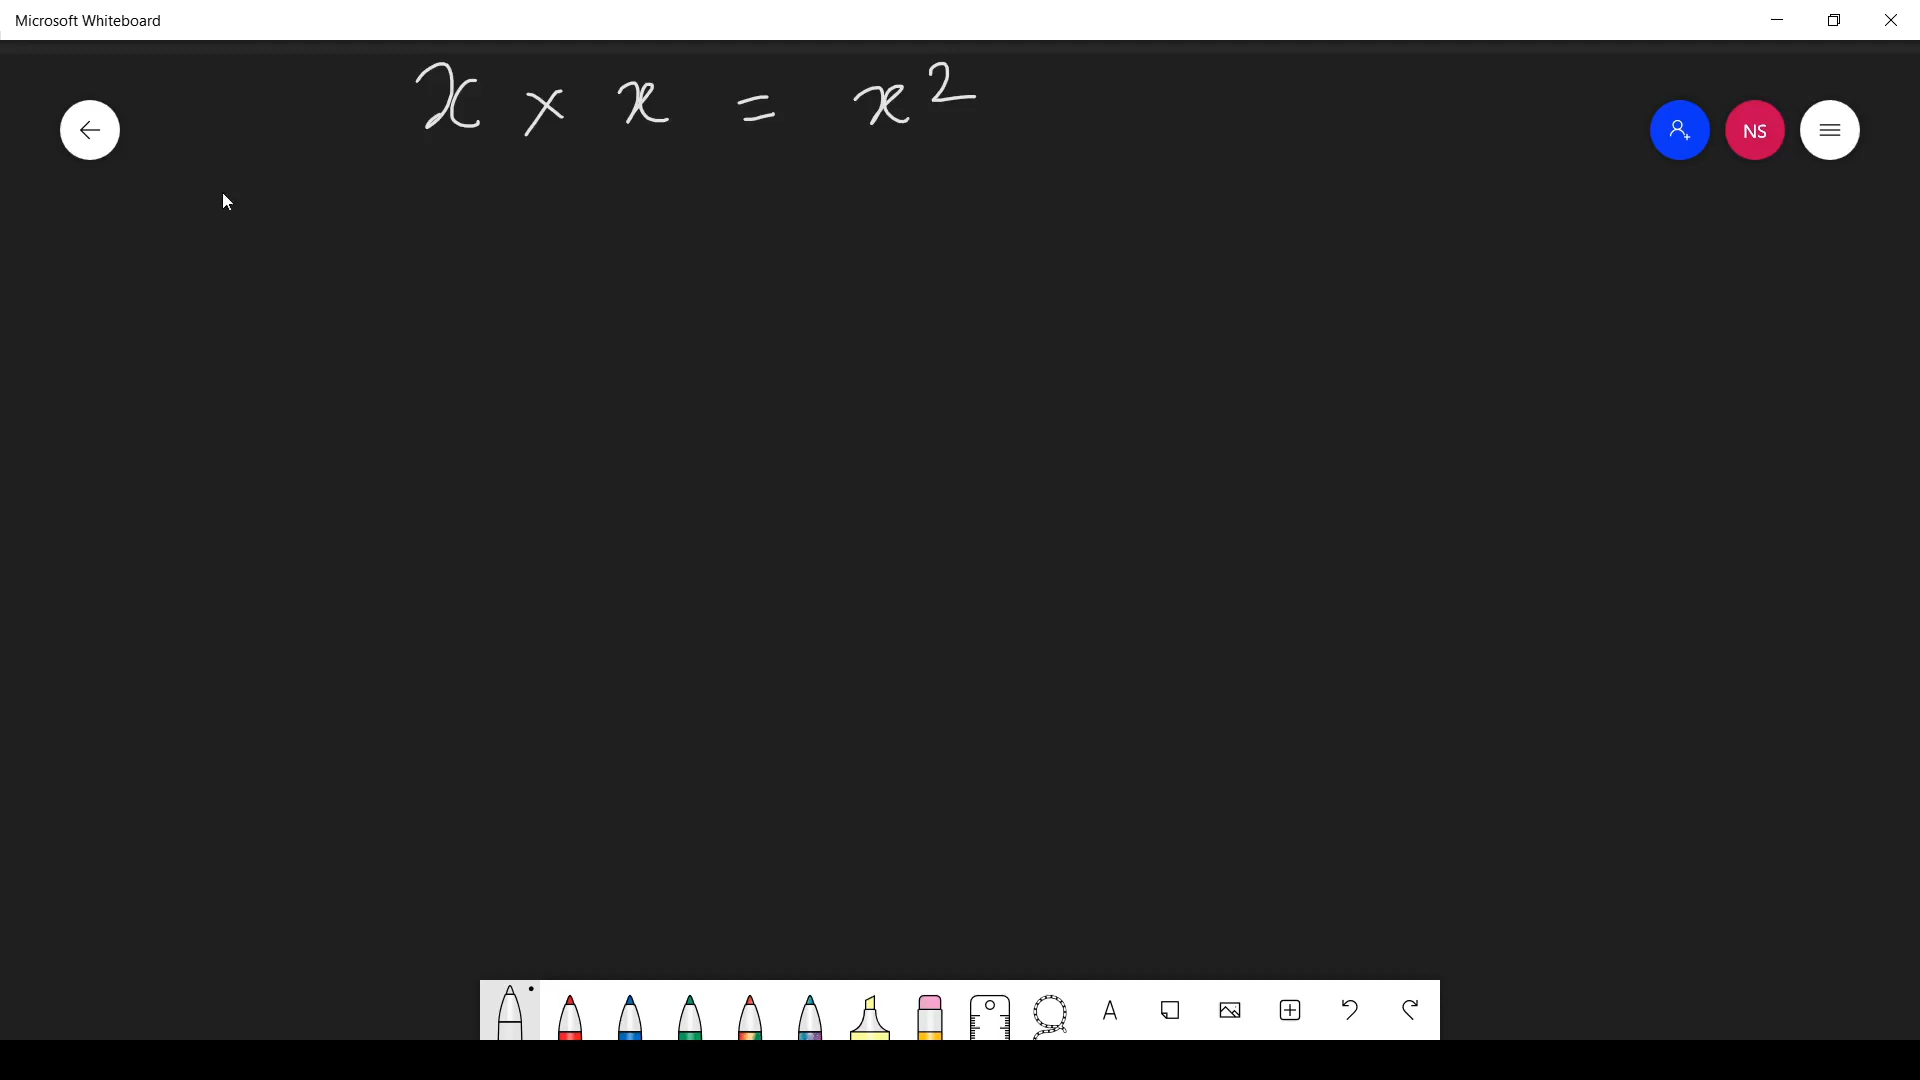 Microsoft Whiteboard
x × x = x²
NS
A